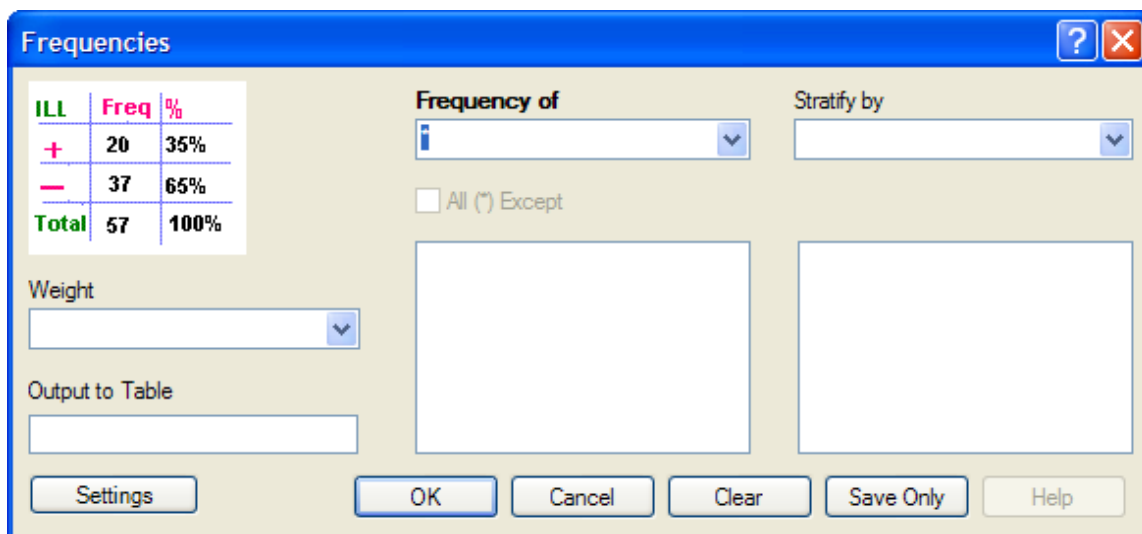 Frequencies
ILL Freq %
+ 20 35%
− 37 65%
Total 57 100%
Frequency of
*
Stratify by
All (*) Except
Weight
Output to Table
Settings
OK
Cancel
Clear
Save Only
Help